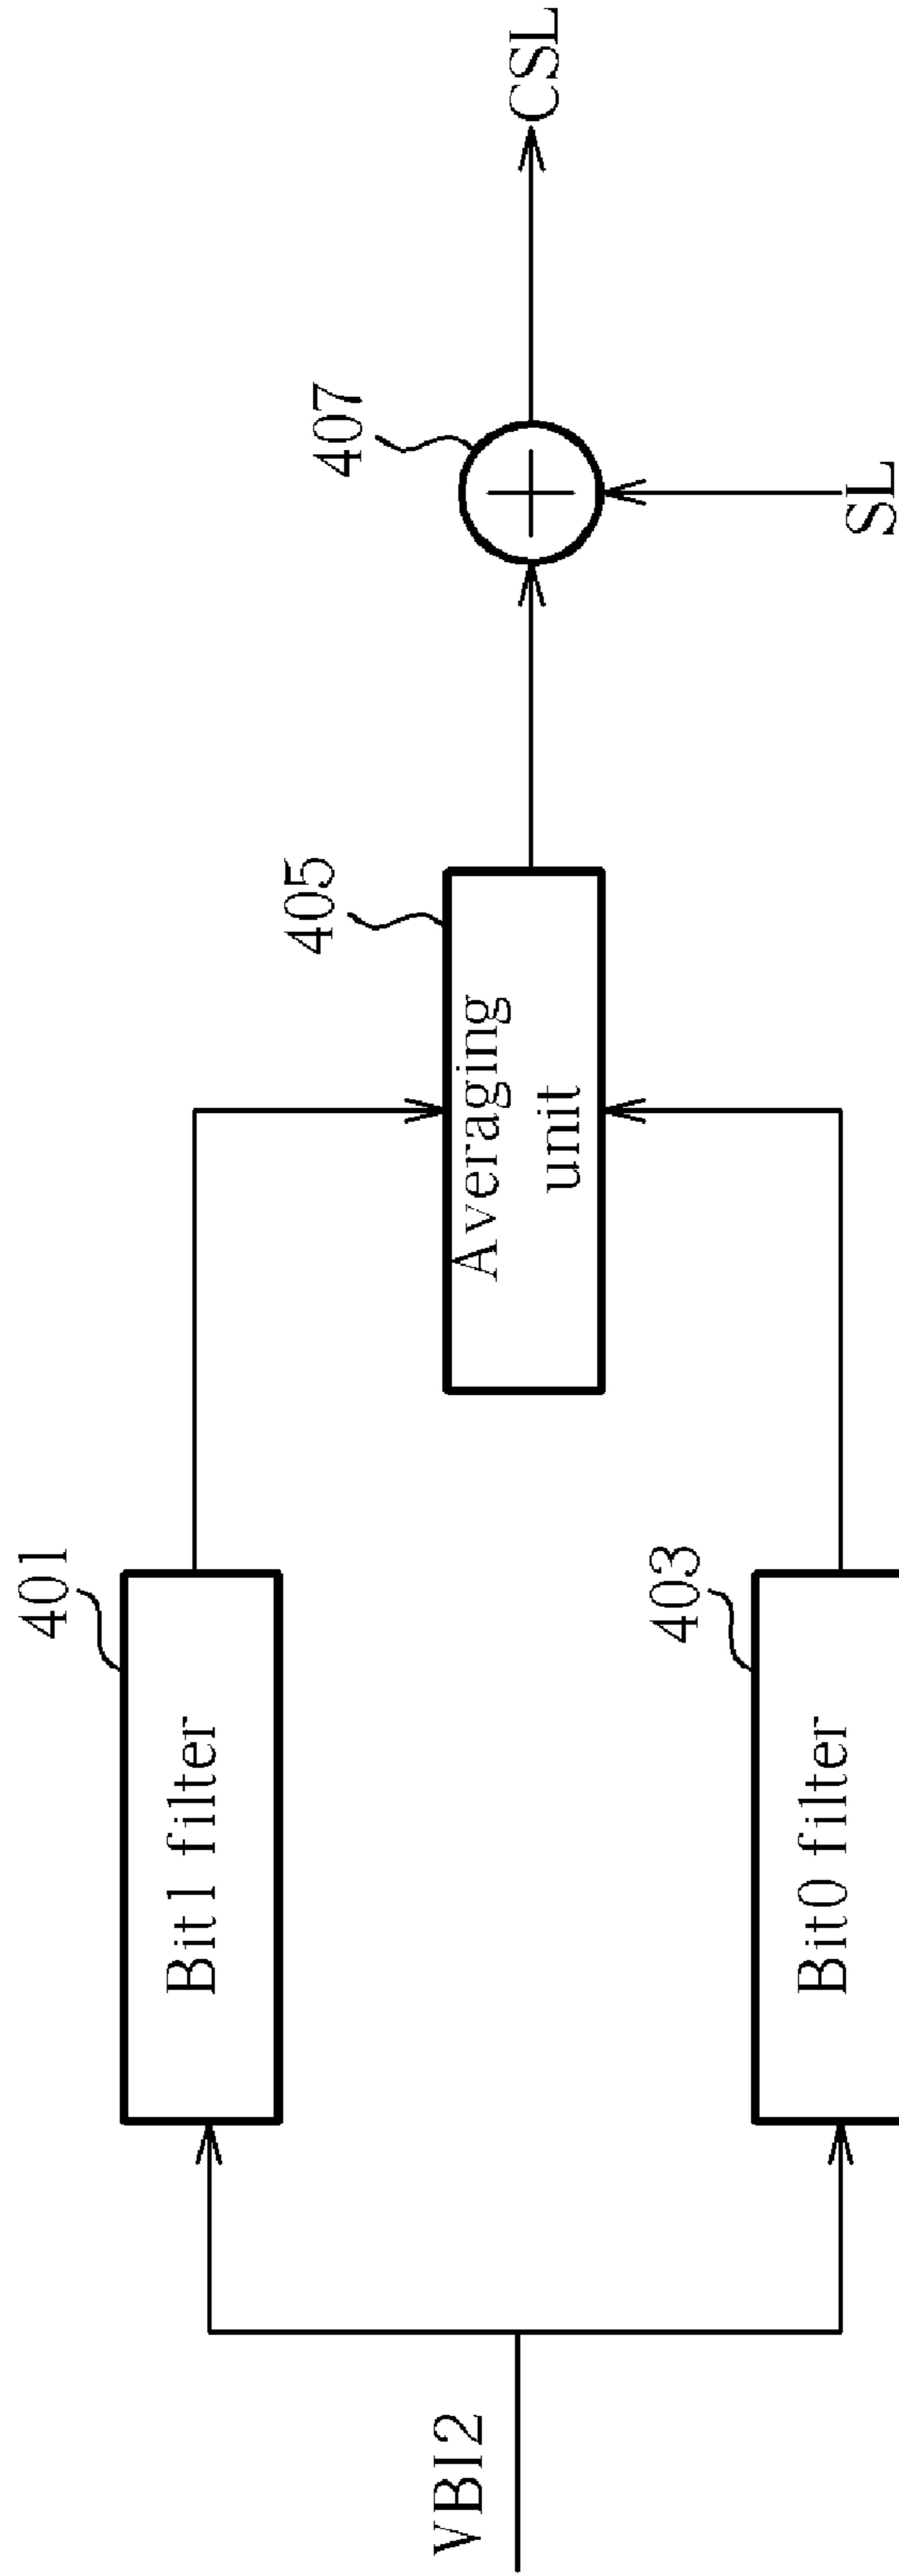 VBI2
401
Bit1 filter
403
Bit0 filter
405
Averaging
unit
407
SL
CSL